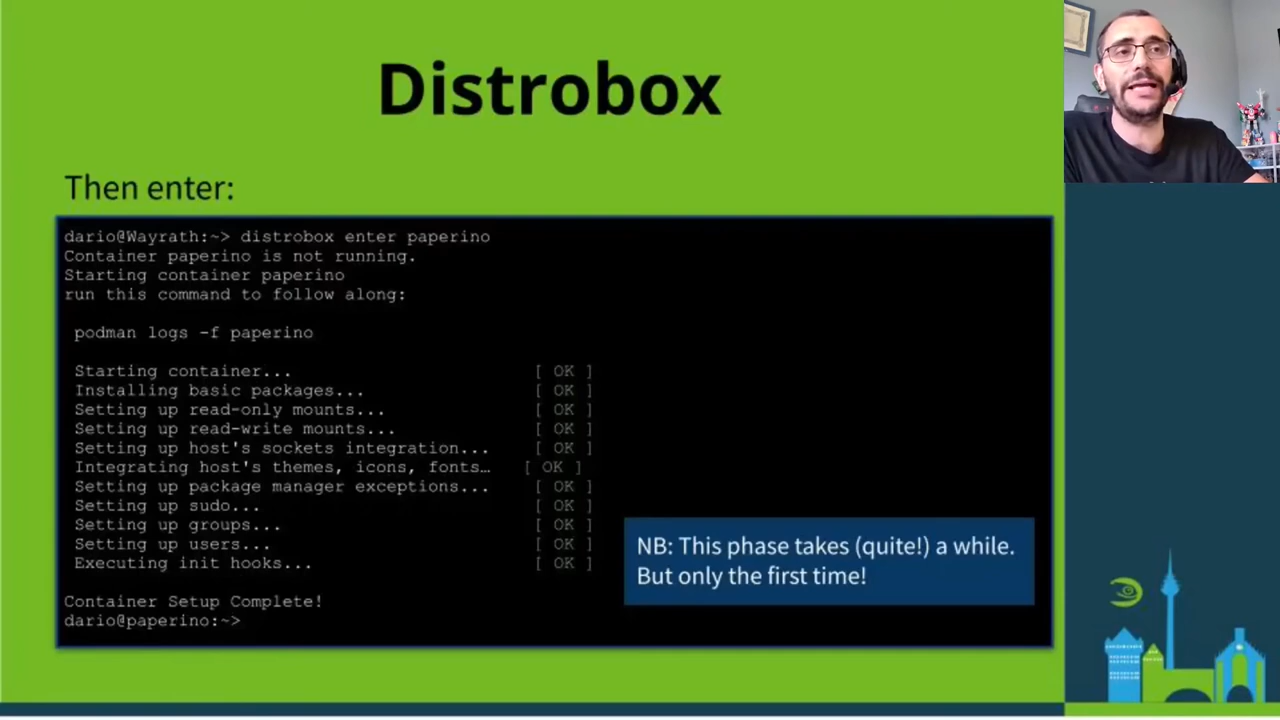 Distrobox
Then enter:
dario@Wayrath:~> distrobox enter paperino
Container paperino is not running.
Starting container paperino
run this command to follow along:
podman logs -f paperino
Starting container... [ OK ]
Installing basic packages... [ OK ]
Setting up read-only mounts... [ OK ]
Setting up read-write mounts... [ OK ]
Setting up host's sockets integration... [ OK ]
Integrating host's themes, icons, fonts… [ OK ]
Setting up package manager exceptions... [ OK ]
Setting up sudo... [ OK ]
Setting up groups... [ OK ]
Setting up users... [ OK ]
Executing init hooks... [ OK ]
Container Setup Complete!
dario@paperino:~>
NB: This phase takes (quite!) a while.
But only the first time!